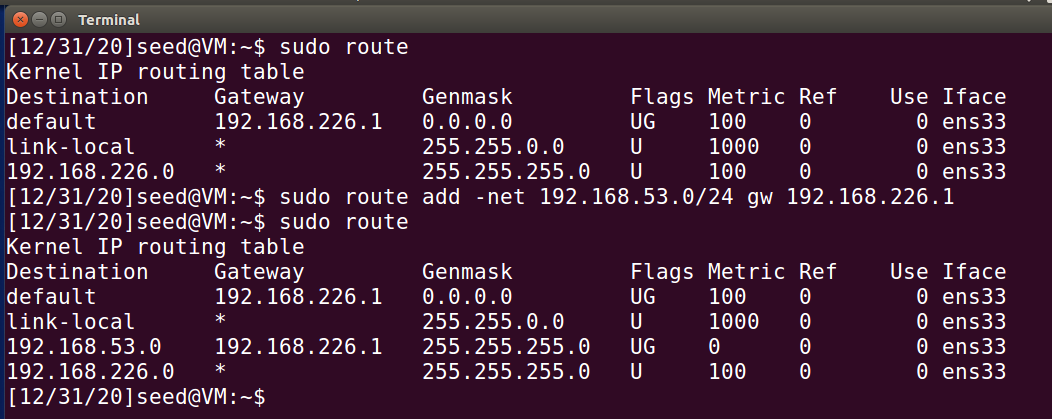 Terminal
[12/31/20]seed@VM:~$ sudo route
Kernel IP routing table
Destination     Gateway         Genmask         Flags Metric Ref    Use Iface
default         192.168.226.1   0.0.0.0         UG    100    0        0 ens33
link-local      *               255.255.0.0     U     1000   0        0 ens33
192.168.226.0   *               255.255.255.0   U     100    0        0 ens33
[12/31/20]seed@VM:~$ sudo route add -net 192.168.53.0/24 gw 192.168.226.1
[12/31/20]seed@VM:~$ sudo route
Kernel IP routing table
Destination     Gateway         Genmask         Flags Metric Ref    Use Iface
default         192.168.226.1   0.0.0.0         UG    100    0        0 ens33
link-local      *               255.255.0.0     U     1000   0        0 ens33
192.168.53.0    192.168.226.1   255.255.255.0   UG    0      0        0 ens33
192.168.226.0   *               255.255.255.0   U     100    0        0 ens33
[12/31/20]seed@VM:~$